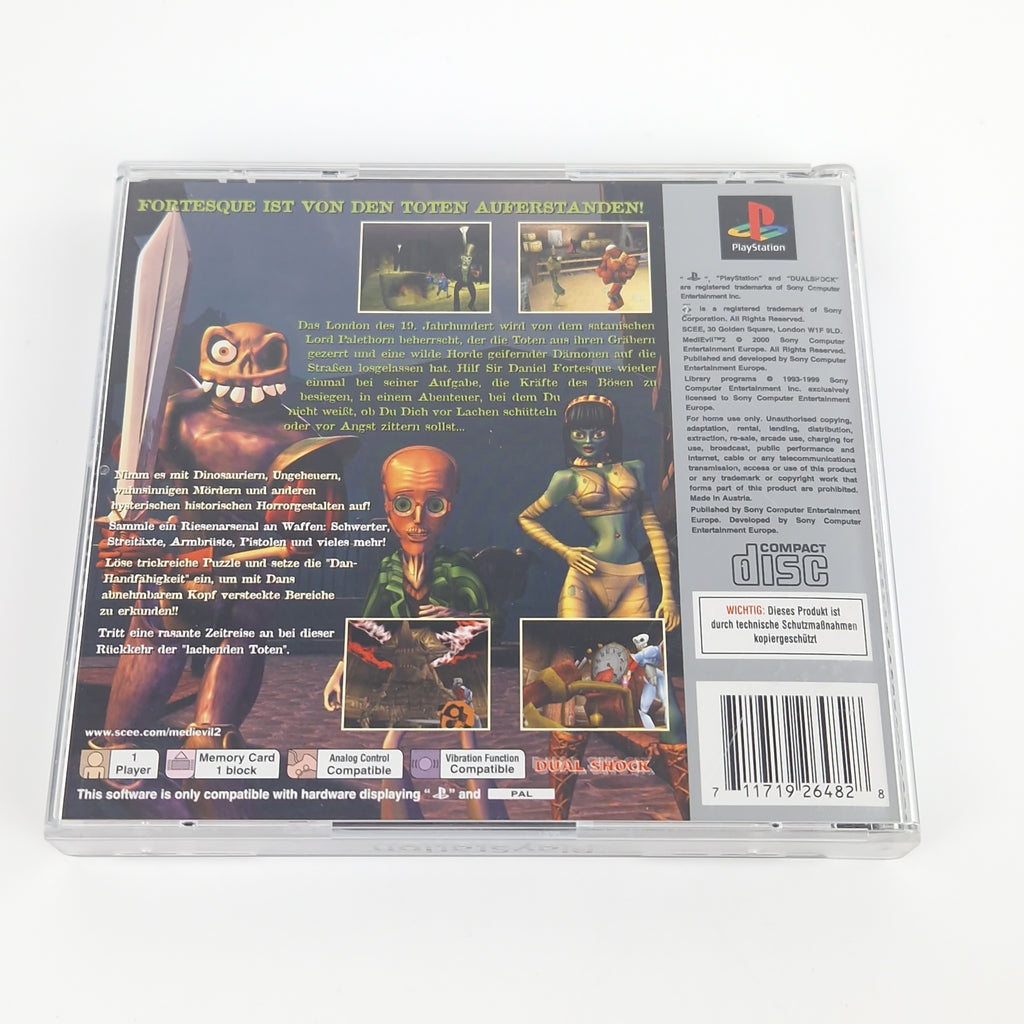 FORTESQUE IST VON DEN TOTEN AUFERSTANDEN!
Das London des 19. Jahrhundert wird von dem satanischen
Lord Palethorn beherrscht, der die Toten aus ihren Gräbern
gezerrt und eine wilde Horde geifernder Dämonen auf die
Straßen losgelassen hat. Hilf Sir Daniel Fortesque wieder
einmal bei seiner Aufgabe, die Kräfte des Bösen zu
besiegen, in einem Abenteuer, bei dem Du
nicht weißt, ob Du Dich vor Lachen schütteln
oder vor Angst zittern sollst...
Nimm es mit Dinosauriern, Ungeheuern,
wahnsinnigen Mördern und anderen
hysterischen historischen Horrorgestalten auf!
Sammle ein Riesenarsenal an Waffen: Schwerter,
Streitäxte, Armbrüste, Pistolen und vieles mehr!
Löse trickreiche Puzzle und setze die "Dan-
Handfähigkeit" ein, um mit Dans
abnehmbarem Kopf versteckte Bereiche
zu erkunden!!
Tritt eine rasante Zeitreise an bei dieser
Rückkehr der "lachenden Toten".
www.scee.com/medievil2
1
Player
Memory Card
1 block
Analog Control
Compatible
Vibration Function
Compatible
DUAL SHOCK
This software is only compatible with hardware displaying " " and PAL
PlayStation
" ", "PlayStation" and "DUALSHOCK"
are registered trademarks of Sony Computer
Entertainment Inc.
is a registered trademark of Sony
Corporation. All Rights Reserved.
SCEE, 30 Golden Square, London W1F 9LD.
MediEvil™2 © 2000 Sony Computer
Entertainment Europe. All Rights Reserved.
Published and developed by Sony Computer
Entertainment Europe.
Library programs © 1993-1999 Sony
Computer Entertainment Inc. exclusively
licensed to Sony Computer Entertainment
Europe.
For home use only. Unauthorised copying,
adaptation, rental, lending, distribution,
extraction, re-sale, arcade use, charging for
use, broadcast, public performance and
internet, cable or any telecommunications
transmission, access or use of this product
or any trademark or copyright work that
forms part of this product are prohibited.
Made in Austria.
Published by Sony Computer Entertainment
Europe. Developed by Sony Computer
Entertainment Europe.
COMPACT
disc
WICHTIG: Dieses Produkt ist
durch technische Schutzmaßnahmen
kopiergeschützt
7 11719 26482 8
PlayStation